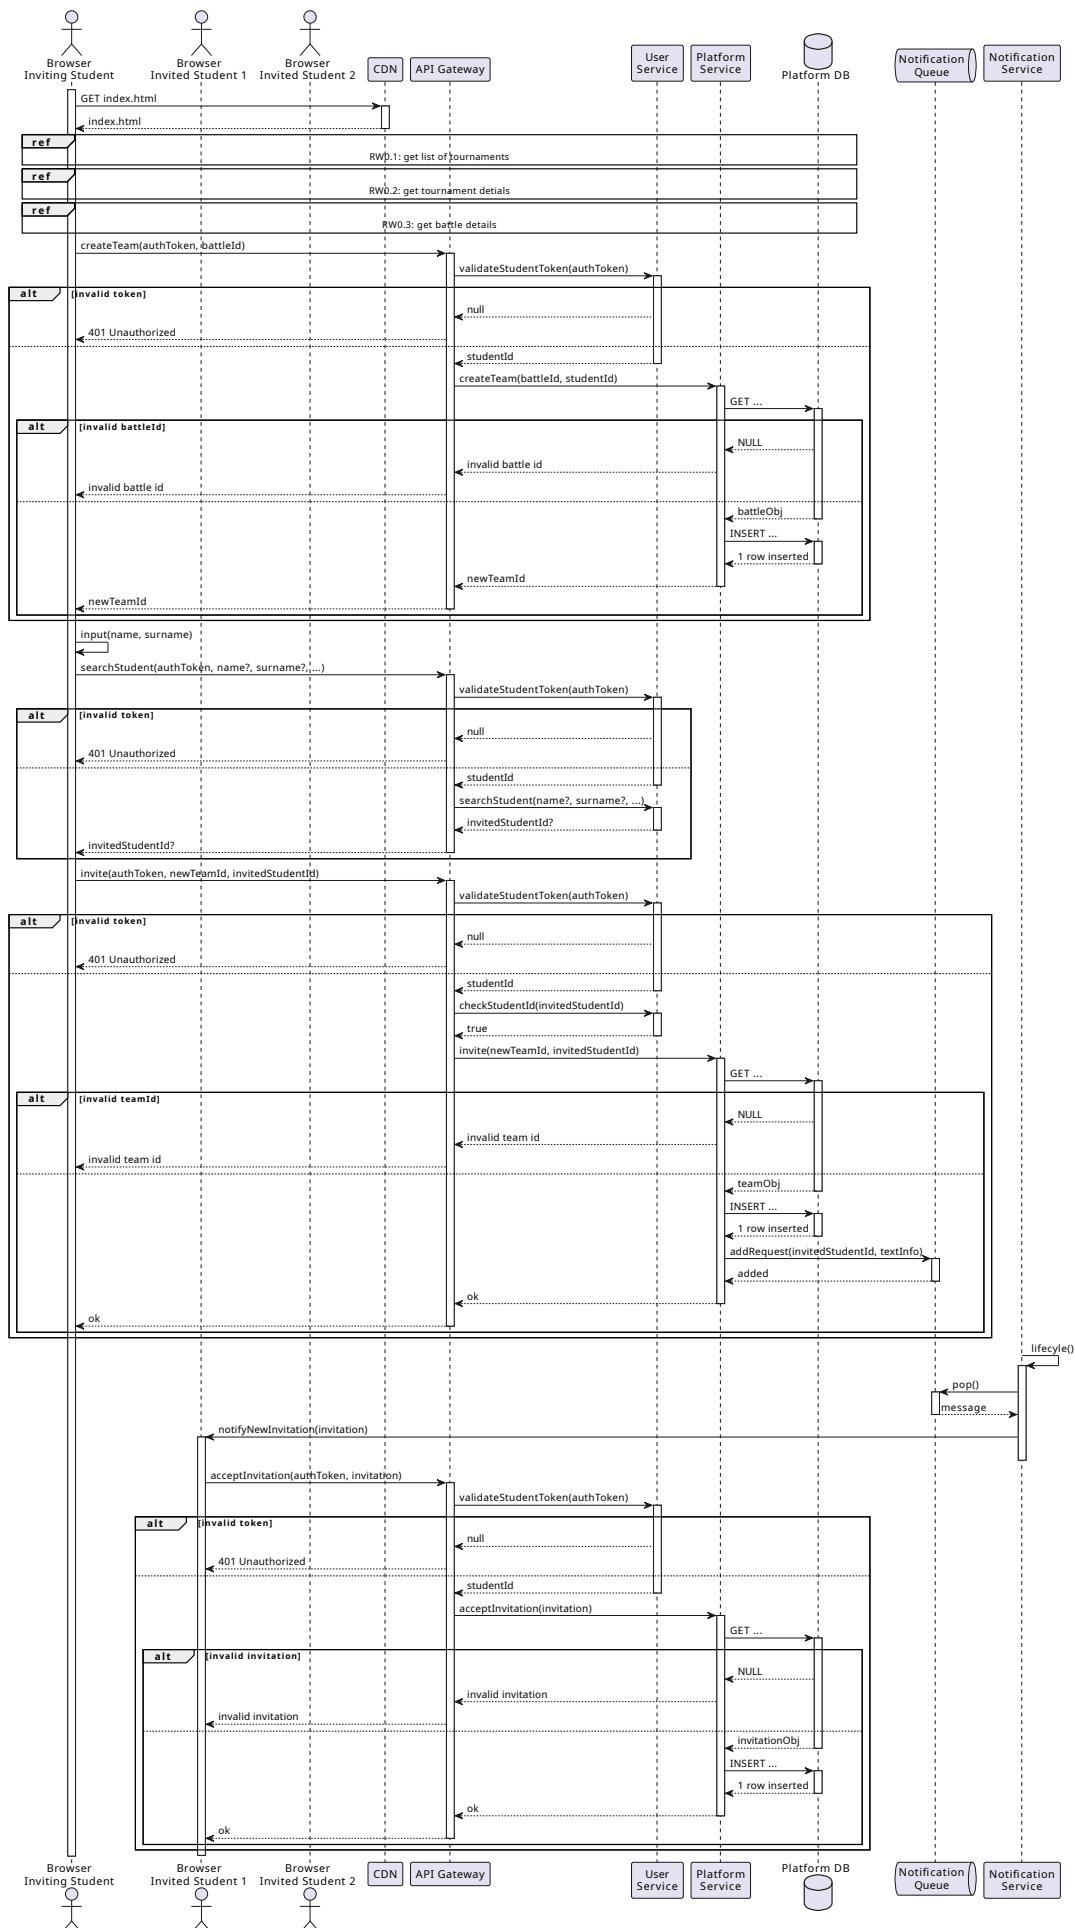 Browser
Inviting Student
Browser
Invited Student 1
Browser
Invited Student 2
CDN
API Gateway
User
Service
Platform
Service
Platform DB
Notification
Queue
Notification
Service
GET index.html
index.html
ref
RW0.1: get list of tournaments
ref
RW0.2: get tournament detials
ref
RW0.3: get battle details
createTeam(authToken, battleId)
validateStudentToken(authToken)
alt [invalid token]
null
401 Unauthorized
studentId
createTeam(battleId, studentId)
GET ...
alt [invalid battleId]
NULL
invalid battle id
invalid battle id
battleObj
INSERT ...
1 row inserted
newTeamId
newTeamId
input(name, surname)
searchStudent(authToken, name?, surname?, ...)
validateStudentToken(authToken)
alt [invalid token]
null
401 Unauthorized
studentId
searchStudent(name?, surname?, ...)
invitedStudentId?
invitedStudentId?
invite(authToken, newTeamId, invitedStudentId)
validateStudentToken(authToken)
alt [invalid token]
null
401 Unauthorized
studentId
checkStudentId(invitedStudentId)
true
invite(newTeamId, invitedStudentId)
GET ...
alt [invalid teamId]
NULL
invalid team id
invalid team id
teamObj
INSERT ...
1 row inserted
addRequest(invitedStudentId, textInfo)
added
ok
ok
lifecyle()
pop()
message
notifyNewInvitation(invitation)
acceptInvitation(authToken, invitation)
validateStudentToken(authToken)
alt [invalid token]
null
401 Unauthorized
studentId
acceptInvitation(invitation)
GET ...
alt [invalid invitation]
NULL
invalid invitation
invalid invitation
invitationObj
INSERT ...
1 row inserted
ok
ok
Browser
Inviting Student
Browser
Invited Student 1
Browser
Invited Student 2
CDN
API Gateway
User
Service
Platform
Service
Platform DB
Notification
Queue
Notification
Service